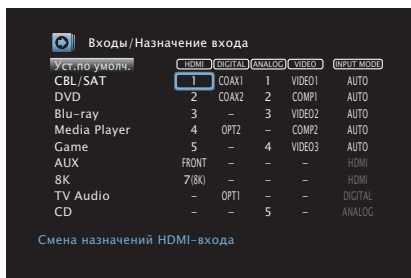 Входы/Назначение входа
Уст.по умолч. HDMI DIGITAL ANALOG VIDEO INPUT MODE
CBL/SAT 1 COAX1 1 VIDEO1 AUTO
DVD 2 COAX2 2 COMP1 AUTO
Blu-ray 3 – 3 VIDEO2 AUTO
Media Player 4 OPT2 – COMP2 AUTO
Game 5 – 4 VIDEO3 AUTO
AUX FRONT – – – HDMI
8K 7(8K) – – – HDMI
TV Audio – OPT1 – – DIGITAL
CD – – 5 – ANALOG
Смена назначений HDMI-входа